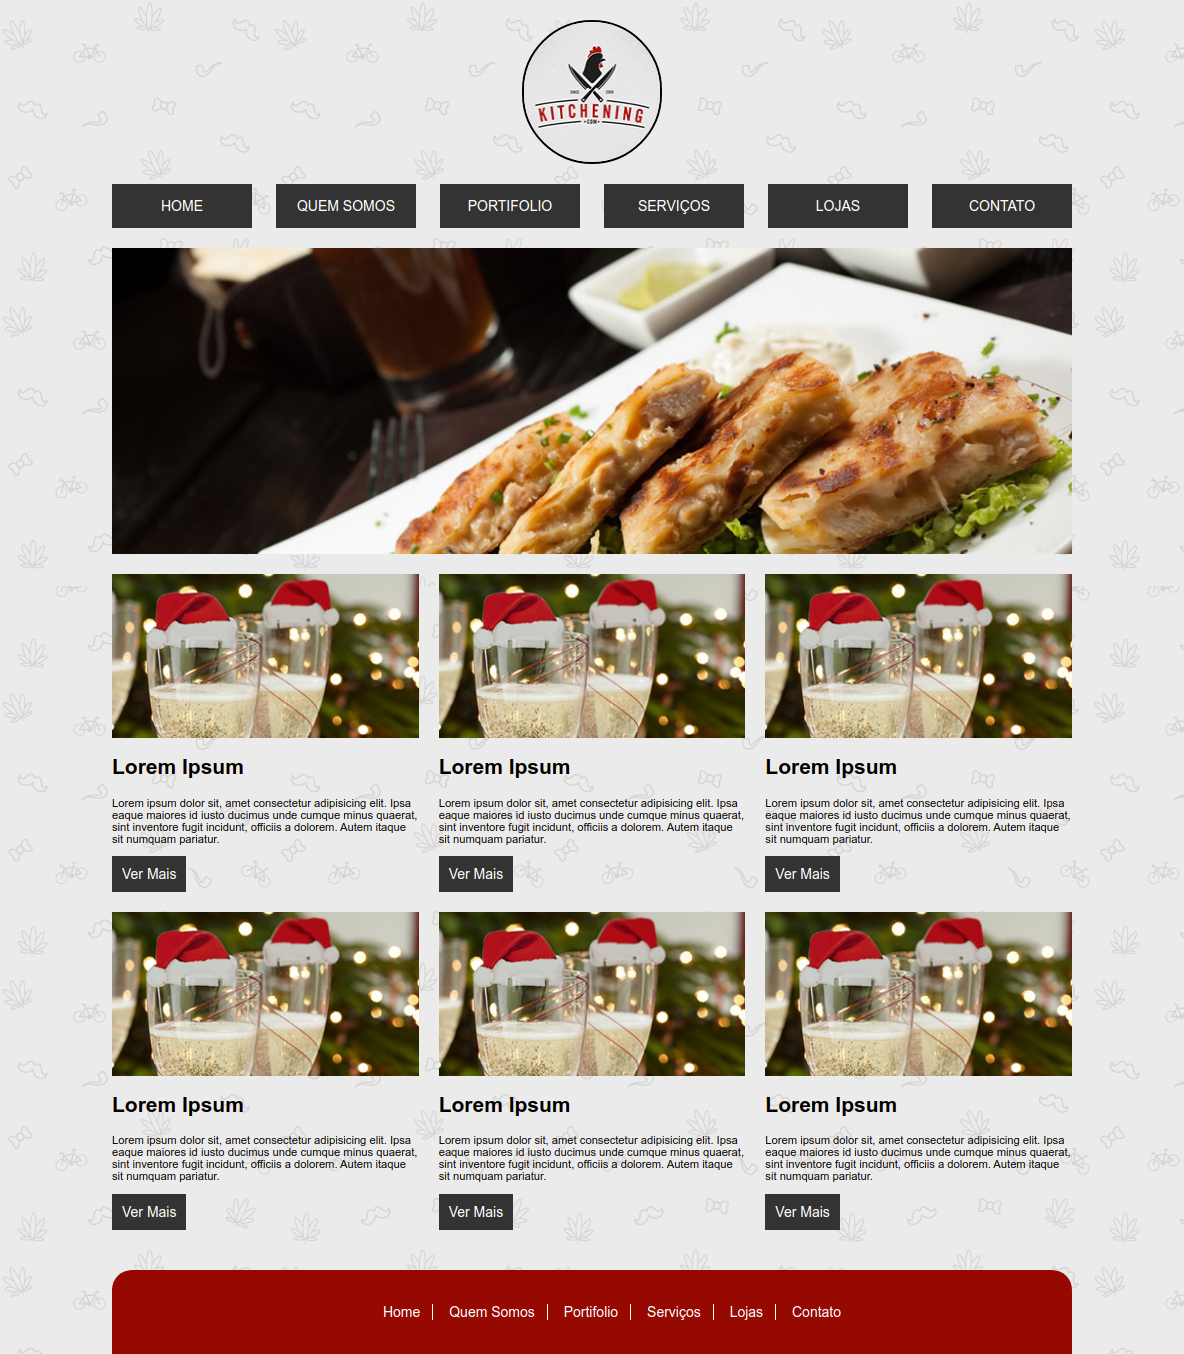 KITCHENING
.COM
HOME QUEM SOMOS PORTIFOLIO SERVIÇOS LOJAS CONTATO
Lorem Ipsum
Lorem ipsum dolor sit, amet consectetur adipisicing elit. Ipsa
eaque maiores id iusto ducimus unde cumque minus quaerat,
sint inventore fugit incidunt, officiis a dolorem. Autem itaque
sit numquam pariatur.
Ver Mais
Lorem Ipsum
Lorem ipsum dolor sit, amet consectetur adipisicing elit. Ipsa
eaque maiores id iusto ducimus unde cumque minus quaerat,
sint inventore fugit incidunt, officiis a dolorem. Autem itaque
sit numquam pariatur.
Ver Mais
Lorem Ipsum
Lorem ipsum dolor sit, amet consectetur adipisicing elit. Ipsa
eaque maiores id iusto ducimus unde cumque minus quaerat,
sint inventore fugit incidunt, officiis a dolorem. Autem itaque
sit numquam pariatur.
Ver Mais
Lorem Ipsum
Lorem ipsum dolor sit, amet consectetur adipisicing elit. Ipsa
eaque maiores id iusto ducimus unde cumque minus quaerat,
sint inventore fugit incidunt, officiis a dolorem. Autem itaque
sit numquam pariatur.
Ver Mais
Lorem Ipsum
Lorem ipsum dolor sit, amet consectetur adipisicing elit. Ipsa
eaque maiores id iusto ducimus unde cumque minus quaerat,
sint inventore fugit incidunt, officiis a dolorem. Autem itaque
sit numquam pariatur.
Ver Mais
Lorem Ipsum
Lorem ipsum dolor sit, amet consectetur adipisicing elit. Ipsa
eaque maiores id iusto ducimus unde cumque minus quaerat,
sint inventore fugit incidunt, officiis a dolorem. Autem itaque
sit numquam pariatur.
Ver Mais
Home Quem Somos Portifolio Serviços Lojas Contato